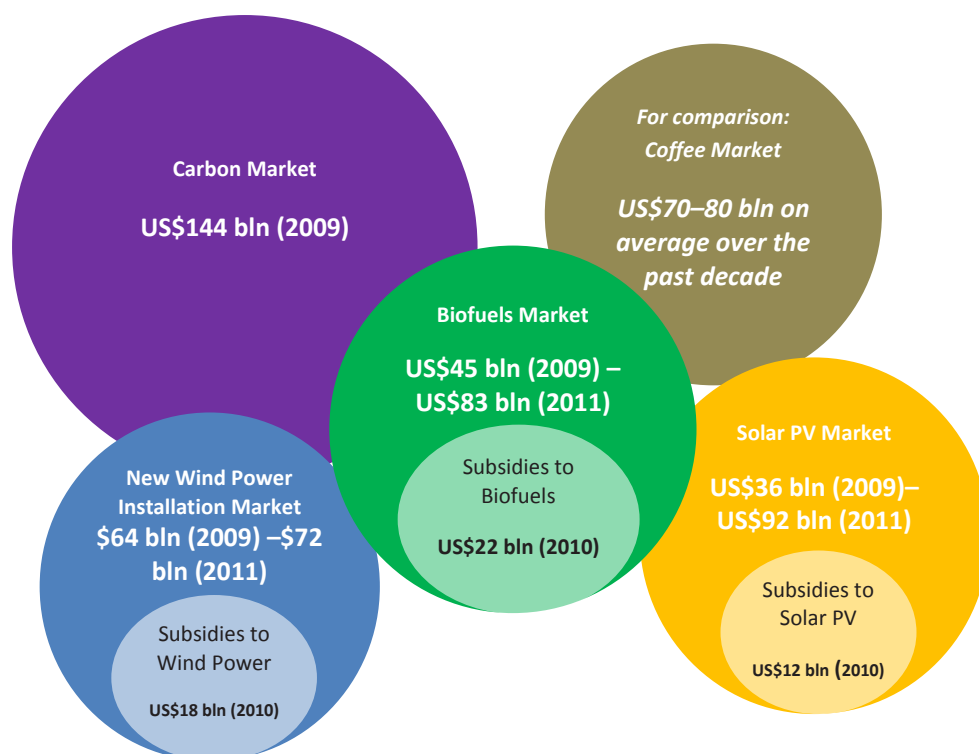 Carbon Market
US$144 bln (2009)
For comparison:
Coffee Market
US$70–80 bln on
average over the
past decade
Biofuels Market
US$45 bln (2009) –
US$83 bln (2011)
Subsidies to
Biofuels
US$22 bln (2010)
Solar PV Market
US$36 bln (2009)–
US$92 bln (2011)
Subsidies to
Solar PV
US$12 bln (2010)
New Wind Power
Installation Market
$64 bln (2009) –$72
bln (2011)
Subsidies to
Wind Power
US$18 bln (2010)